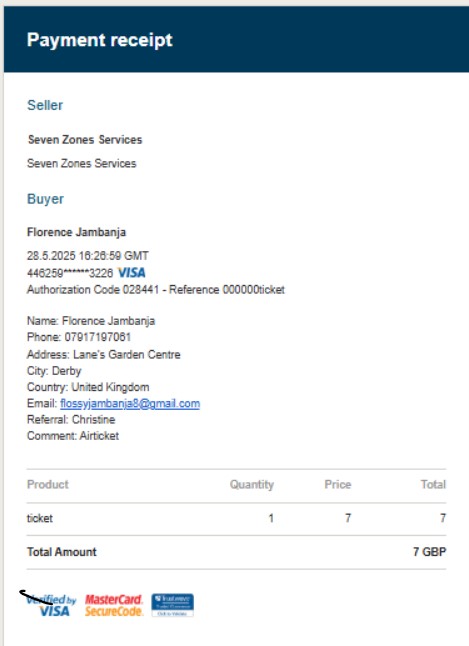 Payment receipt
Seller
Seven Zones Services
Seven Zones Services
Buyer
Florence Jambanja
28.5.2025 16:26:59 GMT
446259******3226 VISA
Authorization Code 028441 - Reference 000000ticket
Name: Florence Jambanja
Phone: 07917197061
Address: Lane's Garden Centre
City: Derby
Country: United Kingdom
Email: flossyjambanja8@gmail.com
Referral: Christine
Comment: Airticket
Product Quantity Price Total
ticket 1 7 7
Total Amount 7 GBP
Verified by MasterCard. Trustwave
VISA SecureCode.